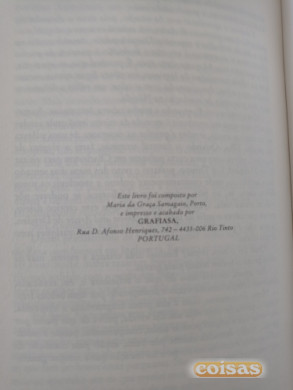 Este livro foi composto por
Maria da Graça Samagaio, Porto,
e impresso e acabado por
GRAFIASA,
Rua D. Afonso Henriques, 742 – 4435-006 Rio Tinto
PORTUGAL
coisas